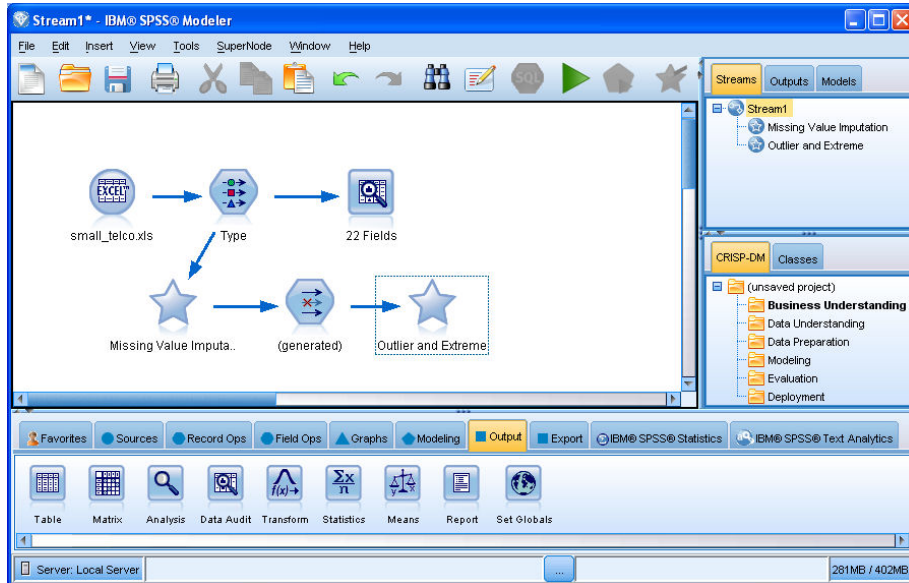 Stream1* - IBM® SPSS® Modeler
File Edit Insert View Tools SuperNode Window Help
SQL
Streams Outputs Models
Stream1
Missing Value Imputation
Outlier and Extreme
EXCEL
small_telco.xls
Type
22 Fields
Missing Value Imputa..
(generated)
Outlier and Extreme
CRISP-DM Classes
(unsaved project)
Business Understanding
Data Understanding
Data Preparation
Modeling
Evaluation
Deployment
Favorites Sources Record Ops Field Ops Graphs Modeling Output Export IBM® SPSS® Statistics IBM® SPSS® Text Analytics
f(x)→
Σx
n
y x
Table Matrix Analysis Data Audit Transform Statistics Means Report Set Globals
Server: Local Server
...
281MB / 402MB